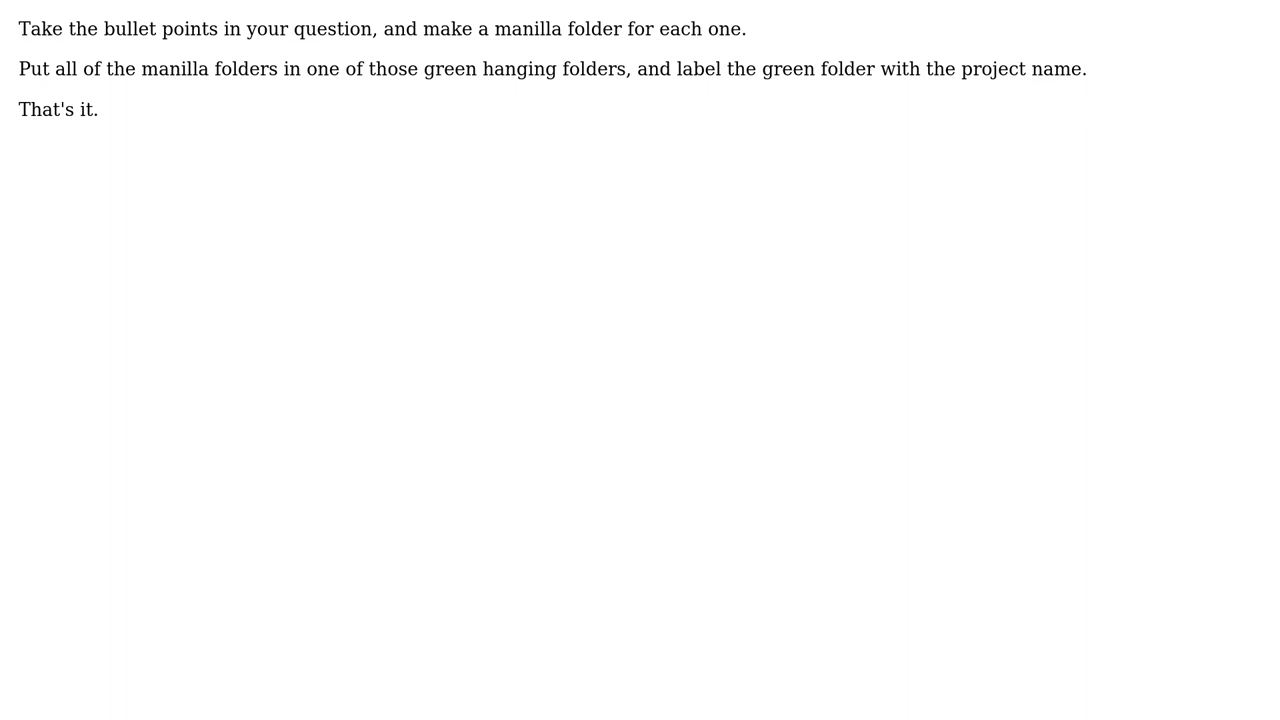 Take the bullet points in your question, and make a manilla folder for each one.
Put all of the manilla folders in one of those green hanging folders, and label the green folder with the project name.
That's it.